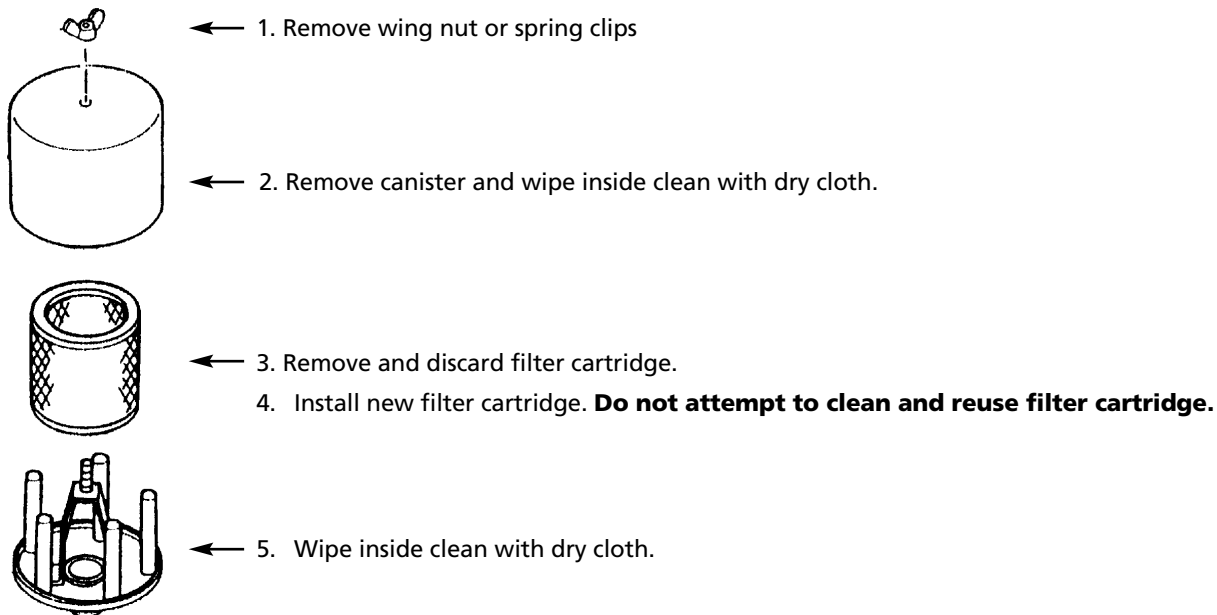 1. Remove wing nut or spring clips
2. Remove canister and wipe inside clean with dry cloth.
3. Remove and discard filter cartridge.
4. Install new filter cartridge. Do not attempt to clean and reuse filter cartridge.
5. Wipe inside clean with dry cloth.